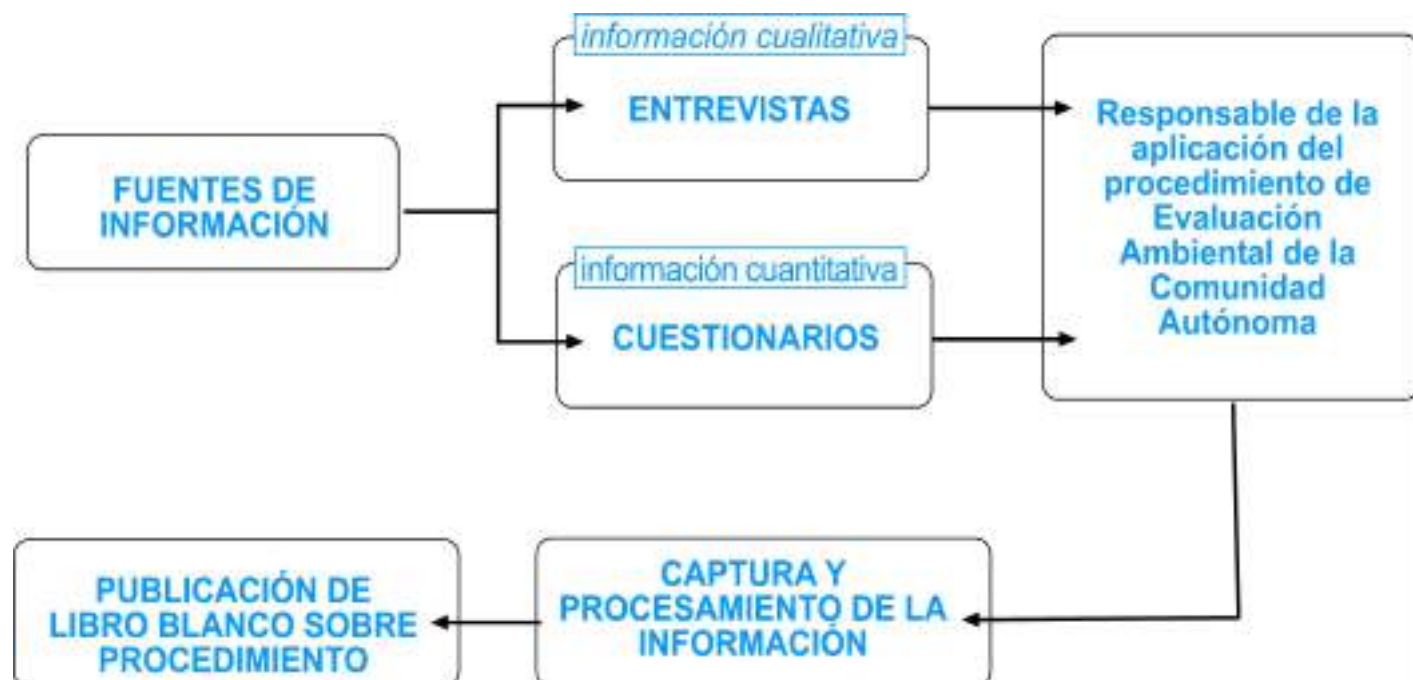 información cualitativa
ENTREVISTAS
FUENTES DE
INFORMACIÓN
información cuantitativa
CUESTIONARIOS
Responsable de la
aplicación del
procedimiento de
Evaluación
Ambiental de la
Comunidad
Autónoma
CAPTURA Y
PROCESAMIENTO DE LA
INFORMACIÓN
PUBLICACIÓN DE
LIBRO BLANCO SOBRE
PROCEDIMIENTO